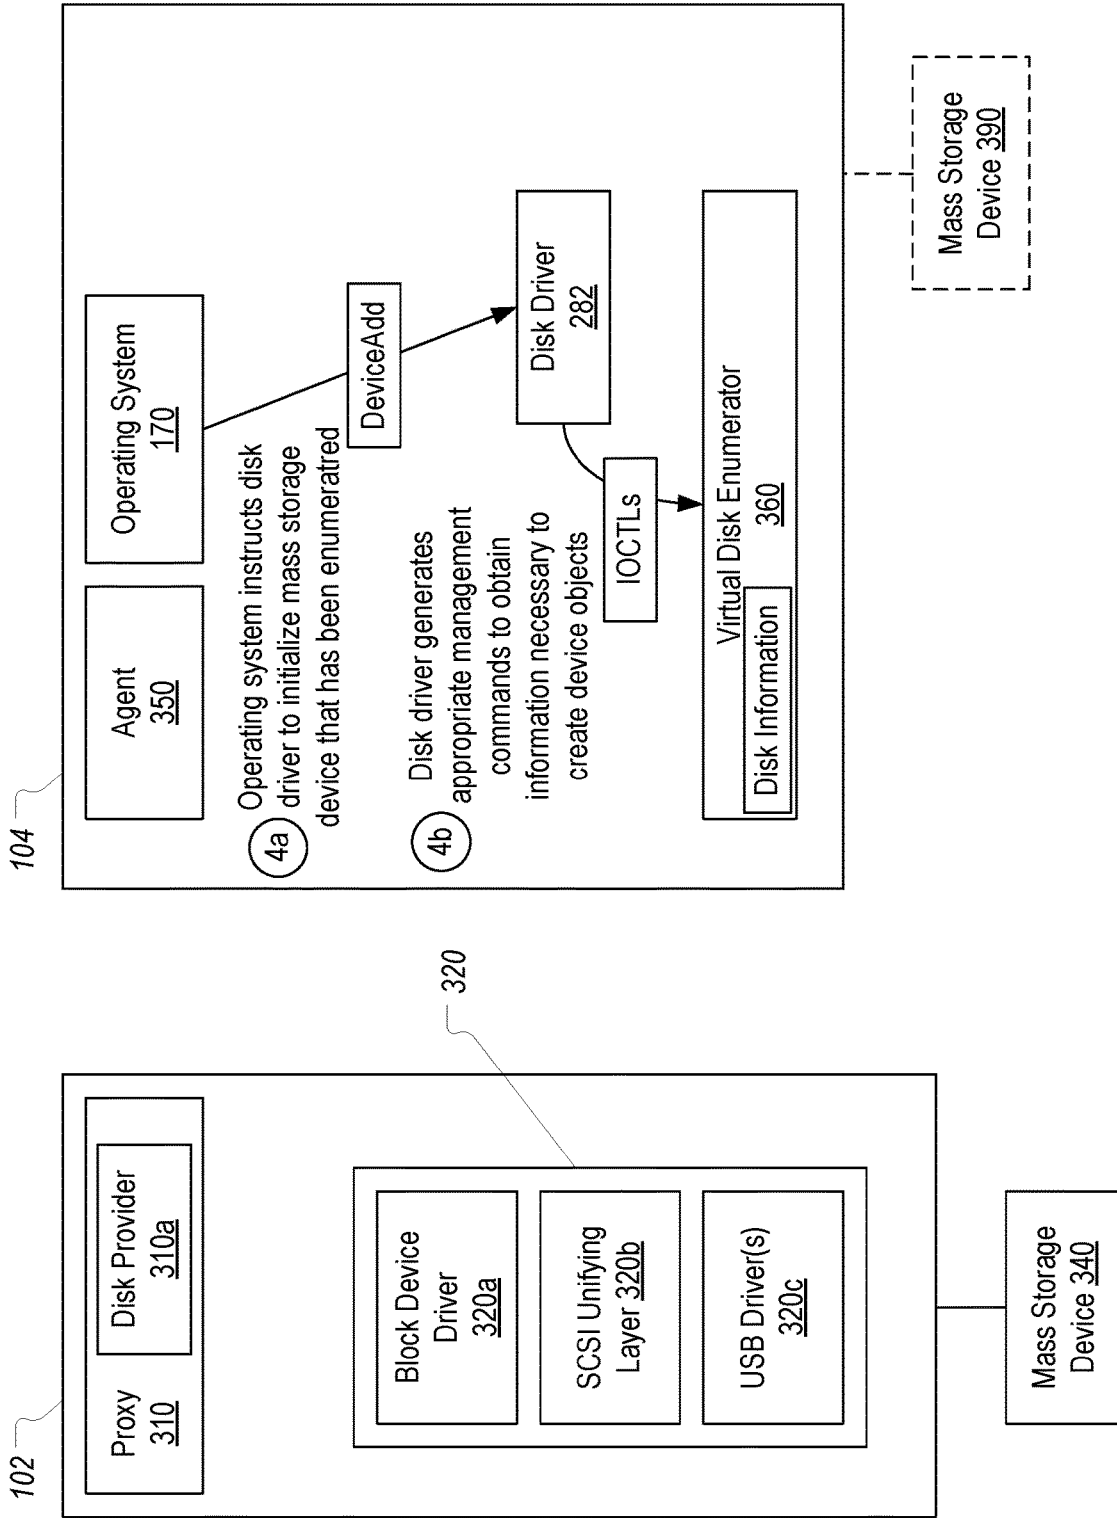 102
Proxy
310
Disk Provider
310a
320
Block Device
Driver
320a
SCSI Unifying
Layer 320b
USB Driver(s)
320c
Mass Storage
Device 340
104
Agent
350
Operating System
170
4a
Operating system instructs disk
driver to initialize mass storage
device that has been enumeratred
DeviceAdd
4b
Disk driver generates
appropriate management
commands to obtain
information necessary to
create device objects
Disk Driver
282
IOCTLs
Virtual Disk Enumerator
360
Disk Information
Mass Storage
Device 390